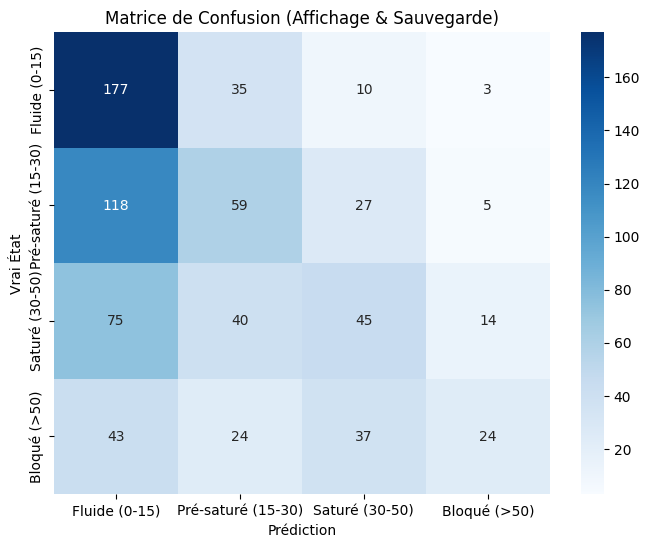 Matrice de Confusion (Affichage & Sauvegarde)
Vrai État
Fluide (0-15)
177 35 10 3
Pré-saturé (15-30)
118 59 27 5
Saturé (30-50)
75 40 45 14
Bloqué (>50)
43 24 37 24
Fluide (0-15) Pré-saturé (15-30) Saturé (30-50) Bloqué (>50)
Prédiction
160
140
120
100
80
60
40
20